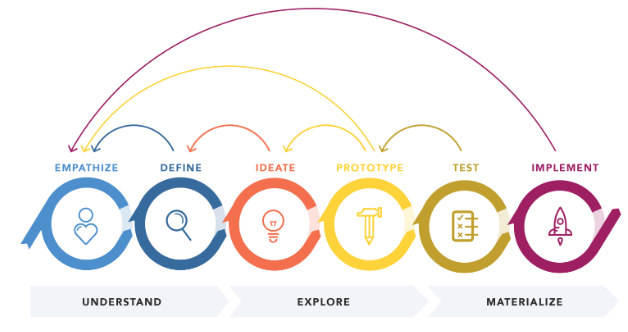 EMPATHIZE
DEFINE
IDEATE
PROTOTYPE
TEST
IMPLEMENT
UNDERSTAND
EXPLORE
MATERIALIZE